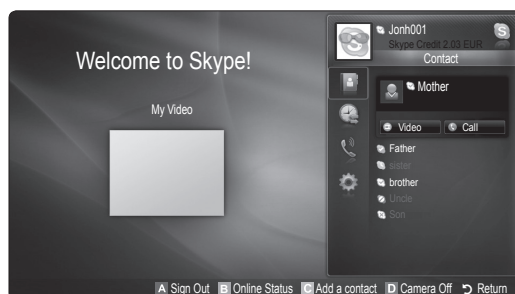 Jonh001
Skype Credit 2.03 EUR
Contact
Welcome to Skype!
My Video
Mother
Video Call
Father
sister
brother
Uncle
Son
A Sign Out B Online Status C Add a contact D Camera Off Return